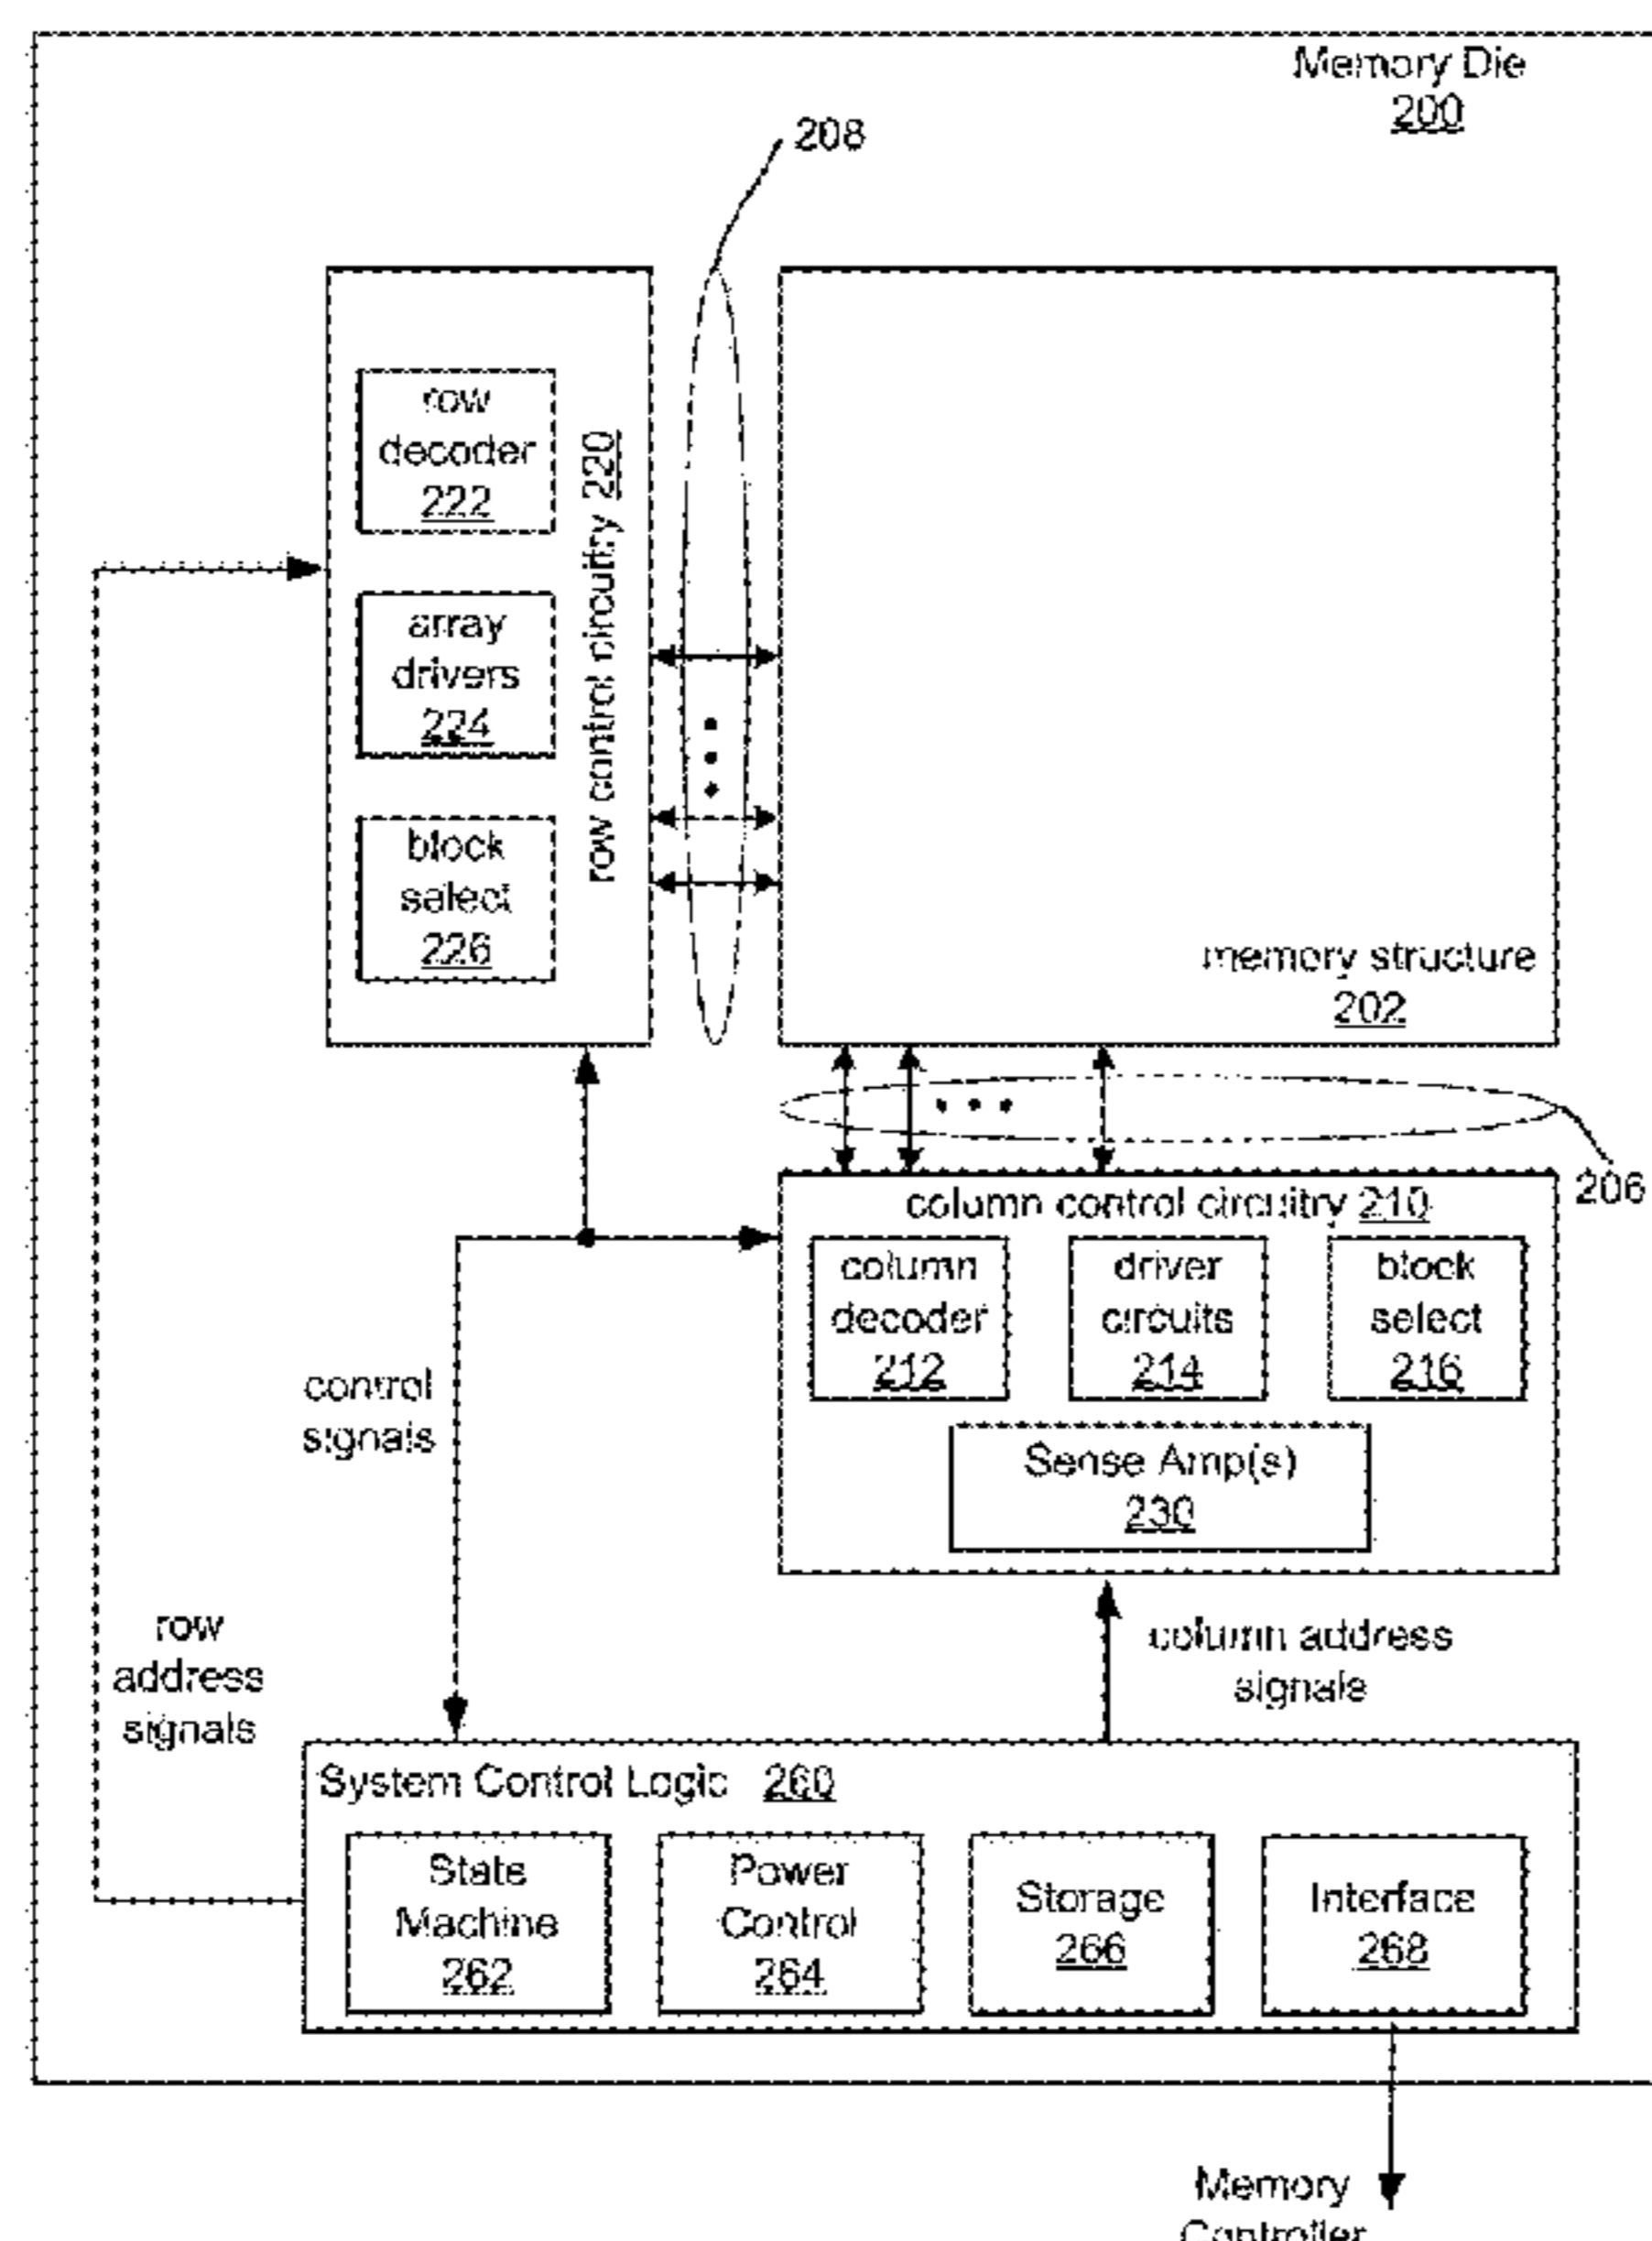 Memory Die
200
208
row
decoder
222
array
drivers
224
block
select
226
row control circuitry 220
memory structure
202
206
column control circuitry 210
column
decoder
212
driver
circuits
214
block
select
216
Sense Amp(s)
230
control
signals
row
address
signals
column address
signals
System Control Logic 260
State
Machine
262
Power
Control
264
Storage
266
Interface
268
Memory
Controller